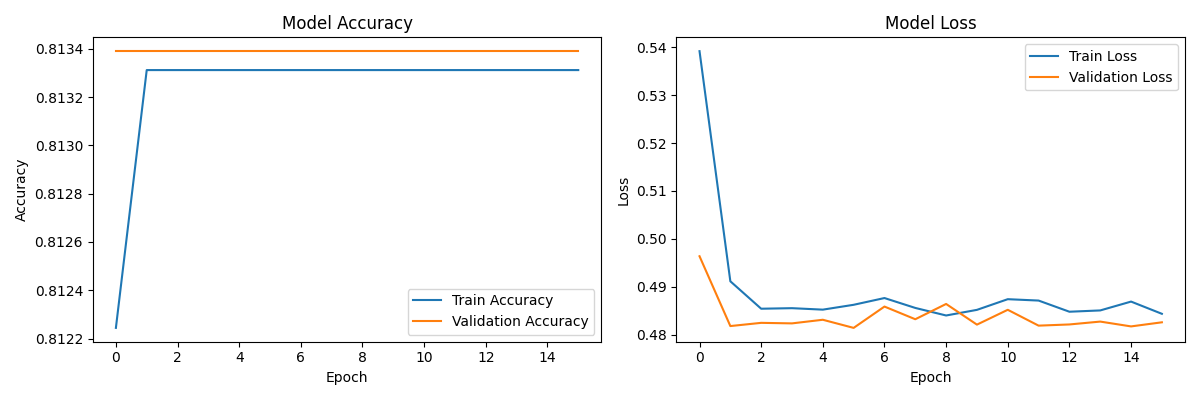 Model Accuracy
0.8134
0.8132
0.8130
0.8128
0.8126
0.8124
0.8122
Accuracy
Train Accuracy
Validation Accuracy
0 2 4 6 8 10 12 14
Epoch
Model Loss
0.54
0.53
0.52
0.51
0.50
0.49
0.48
Loss
Train Loss
Validation Loss
0 2 4 6 8 10 12 14
Epoch